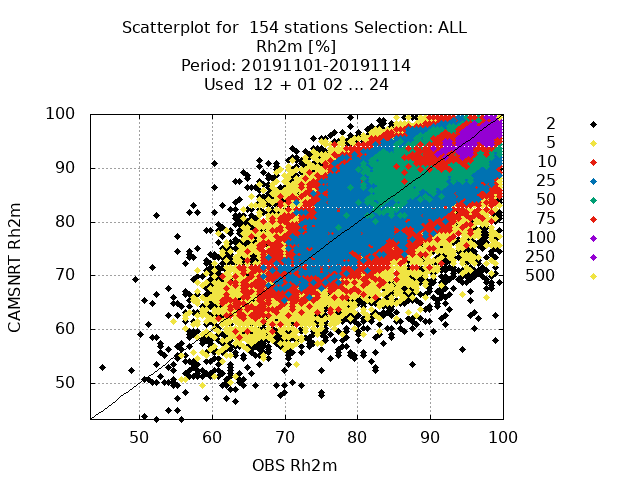 Scatterplot for 154 stations Selection: ALL
Rh2m [%]
Period: 20191101-20191114
Used 12 + 01 02 ... 24
CAMSNRT Rh2m
100
90
80
70
60
50
50 60 70 80 90 100
OBS Rh2m
2
5
10
25
50
75
100
250
500